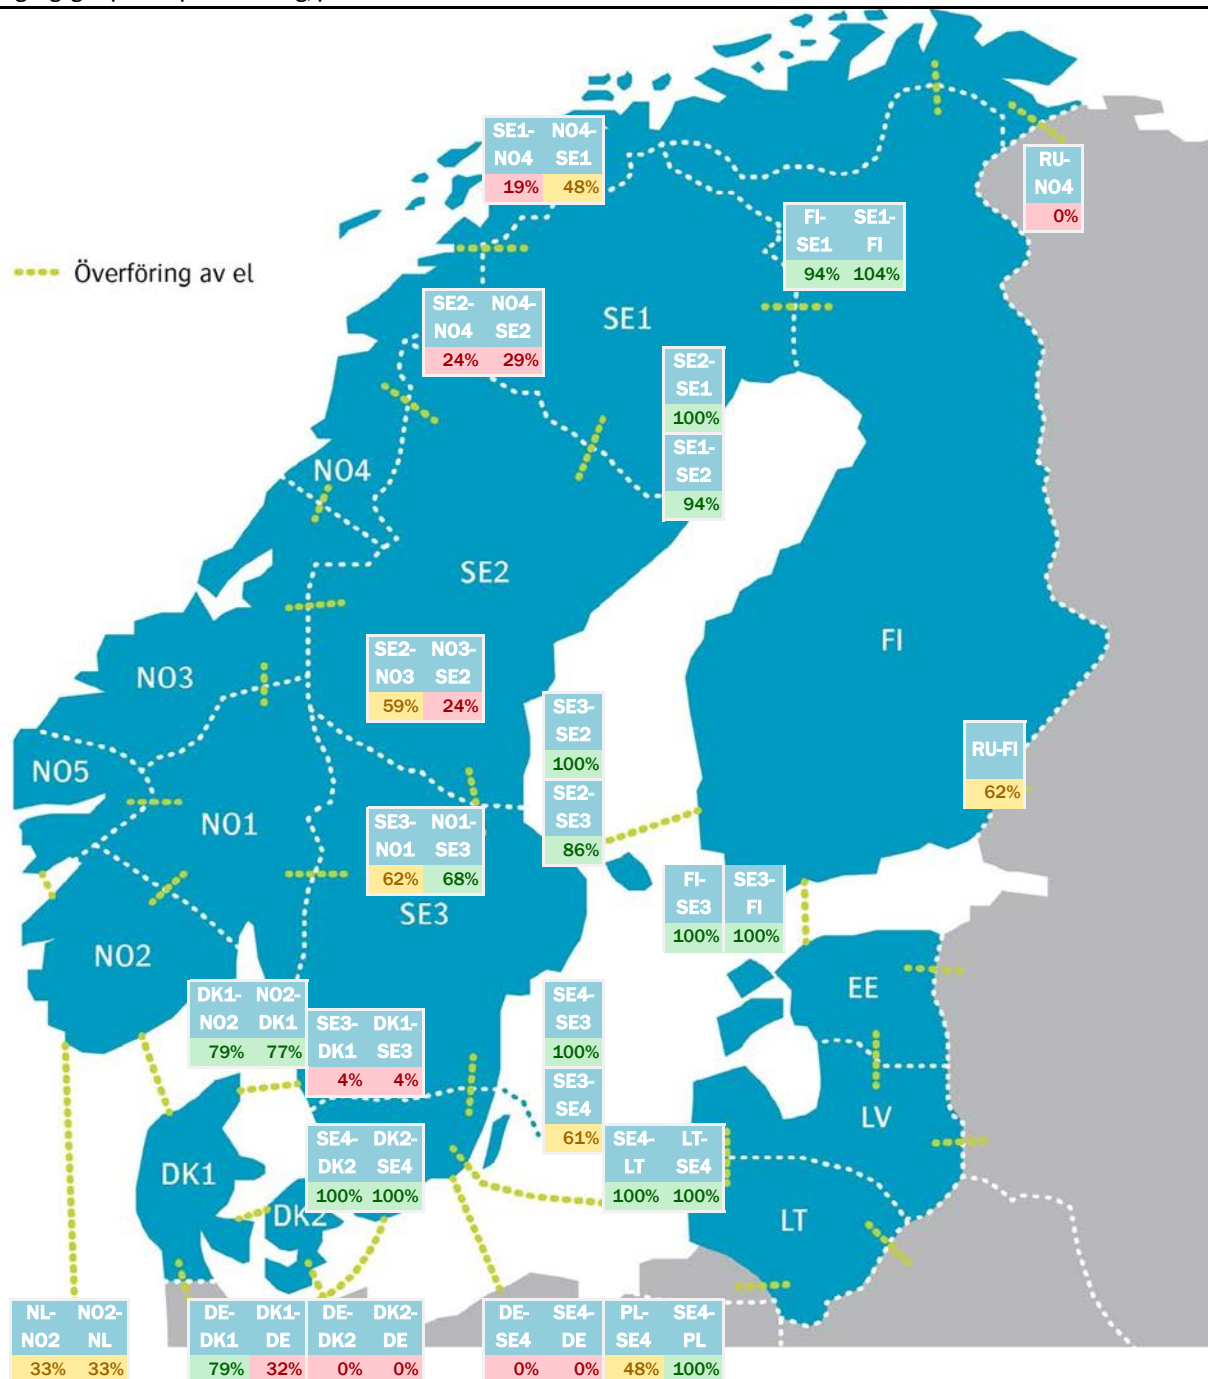 SE1- NO4-
NO4 SE1
19% 48%
RU-
NO4
0%
FI- SE1-
SE1 FI
94% 104%
Överföring av el
SE2- NO4-
NO4 SE2
24% 29%
SE1
SE2-
SE1
100%
SE1-
SE2
94%
NO4
SE2
FI
SE2- NO3-
NO3 SE2
59% 24%
NO3
SE3-
SE2
100%
SE2-
SE3
86%
RU-FI
62%
NO5
NO1
SE3- NO1-
NO1 SE3
62% 68%
SE3
FI- SE3-
SE3 FI
100% 100%
NO2
EE
DK1- NO2-
NO2 DK1
79% 77%
SE3- DK1-
DK1 SE3
4% 4%
SE4-
SE3
100%
SE3-
SE4
61%
LV
SE4- DK2-
DK2 SE4
100% 100%
SE4- LT-
LT SE4
100% 100%
DK1
DK2
LT
NL- NO2-
NO2 NL
33% 33%
DE- DK1- DE- DK2-
DK1 DE DK2 DE
79% 32% 0% 0%
DE- SE4- PL- SE4-
SE4 DE SE4 PL
0% 0% 48% 100%